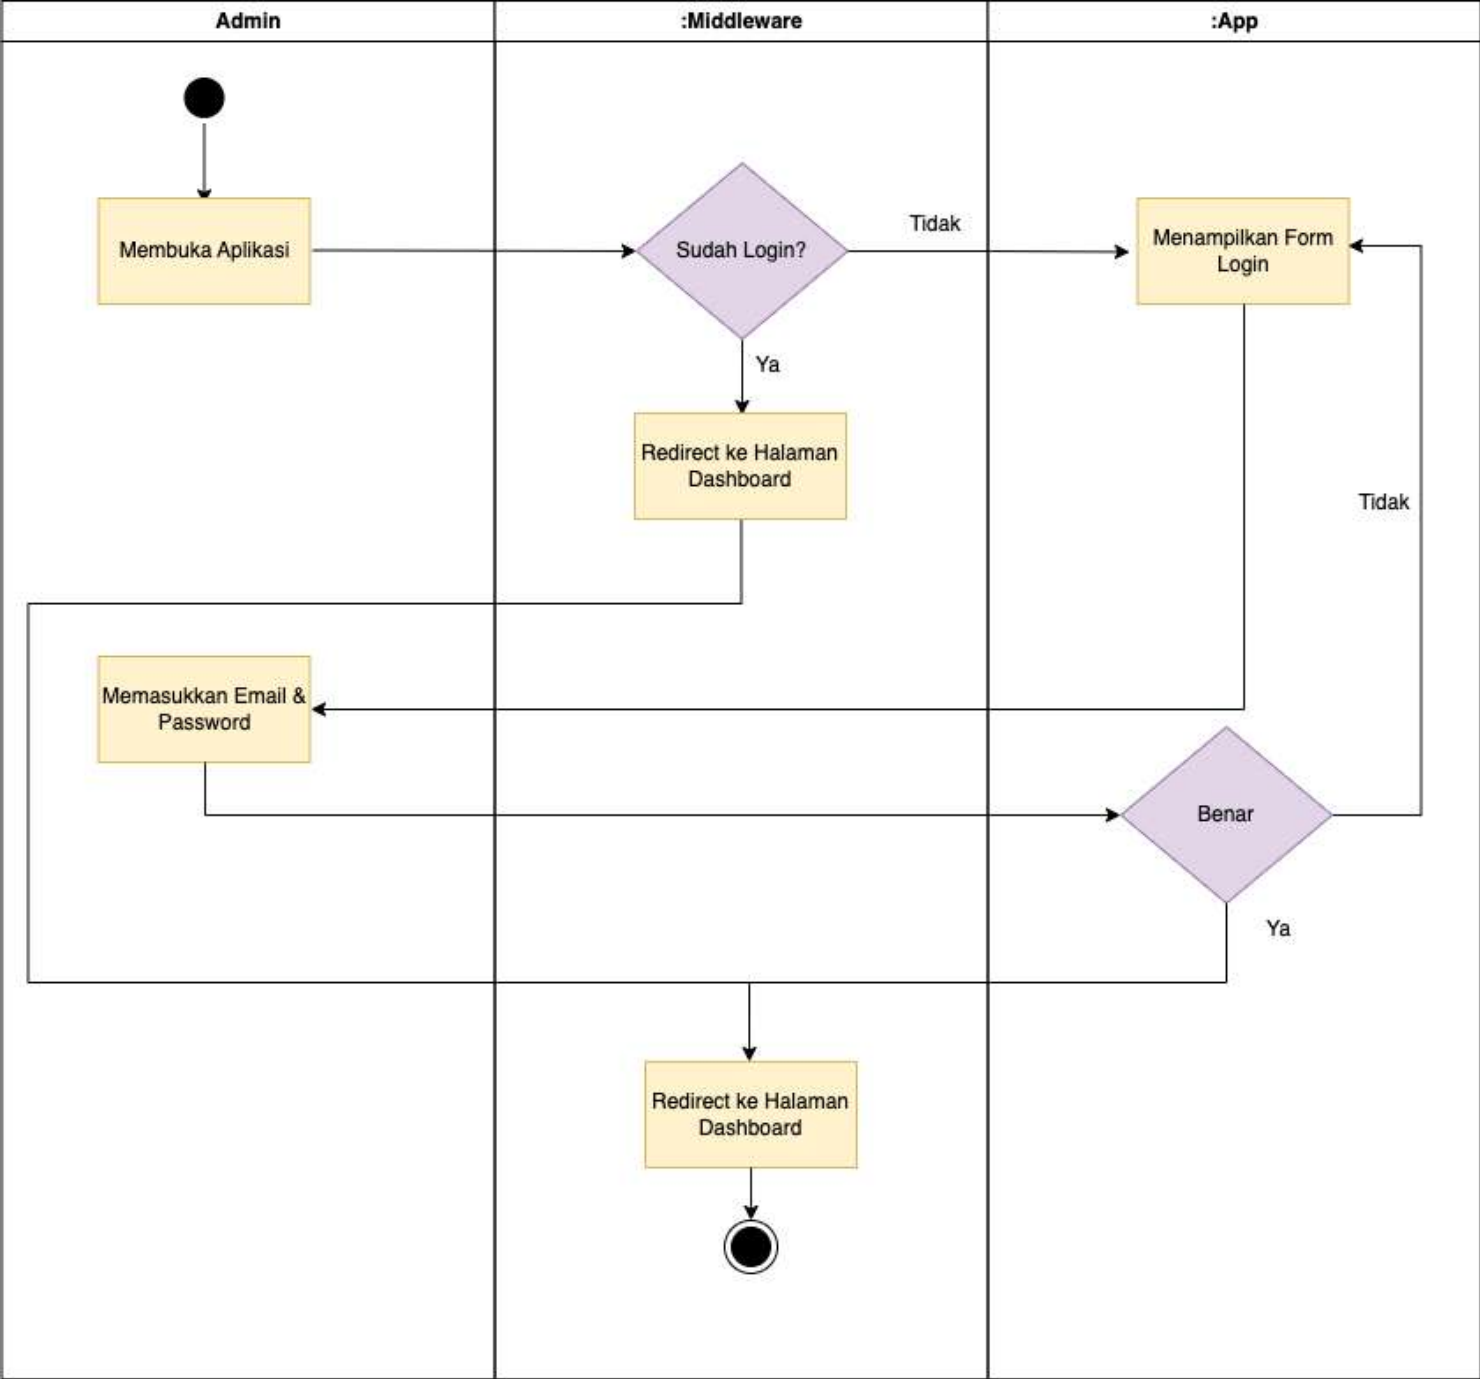 Admin
:Middleware
:App
Membuka Aplikasi
Sudah Login?
Tidak
Menampilkan Form
Login
Ya
Redirect ke Halaman
Dashboard
Tidak
Memasukkan Email &
Password
Benar
Ya
Redirect ke Halaman
Dashboard